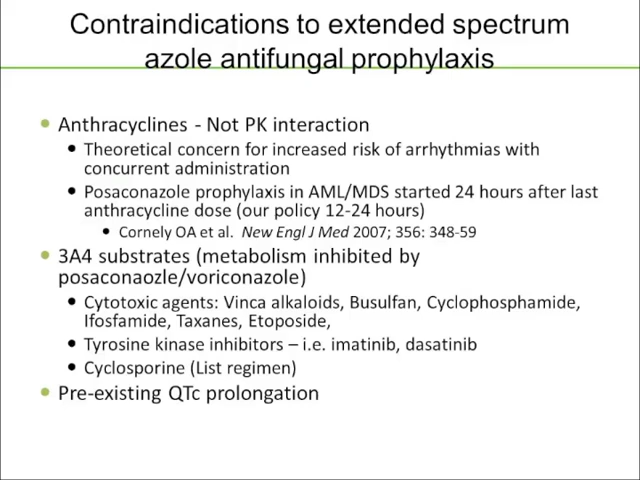 Contraindications to extended spectrum
azole antifungal prophylaxis
• Anthracyclines - Not PK interaction
• Theoretical concern for increased risk of arrhythmias with
concurrent administration
• Posaconazole prophylaxis in AML/MDS started 24 hours after last
anthracycline dose (our policy 12-24 hours)
• Cornely OA et al. New Engl J Med 2007; 356: 348-59
• 3A4 substrates (metabolism inhibited by
posaconaozle/voriconazole)
• Cytotoxic agents: Vinca alkaloids, Busulfan, Cyclophosphamide,
Ifosfamide, Taxanes, Etoposide,
• Tyrosine kinase inhibitors – i.e. imatinib, dasatinib
• Cyclosporine (List regimen)
• Pre-existing QTc prolongation